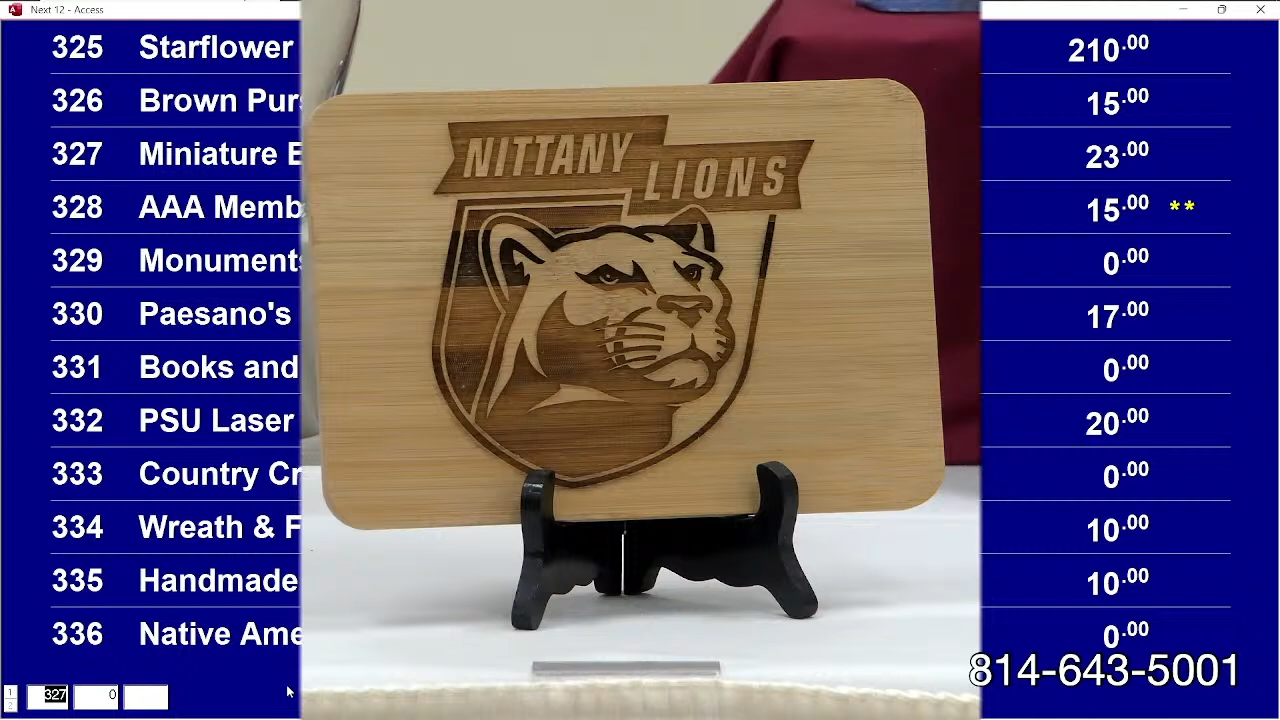 Next 12 - Access
325 Starflower 210.00
326 Brown Pur 15.00
327 Miniature 23.00
328 AAA Memb 15.00 **
329 Monuments 0.00
330 Paesano's 17.00
331 Books and 0.00
332 PSU Laser 20.00
333 Country Cr 0.00
334 Wreath & F 10.00
335 Handmade 10.00
336 Native Ame 0.00
NITTANY
LIONS
814-643-5001
1
2
327 0